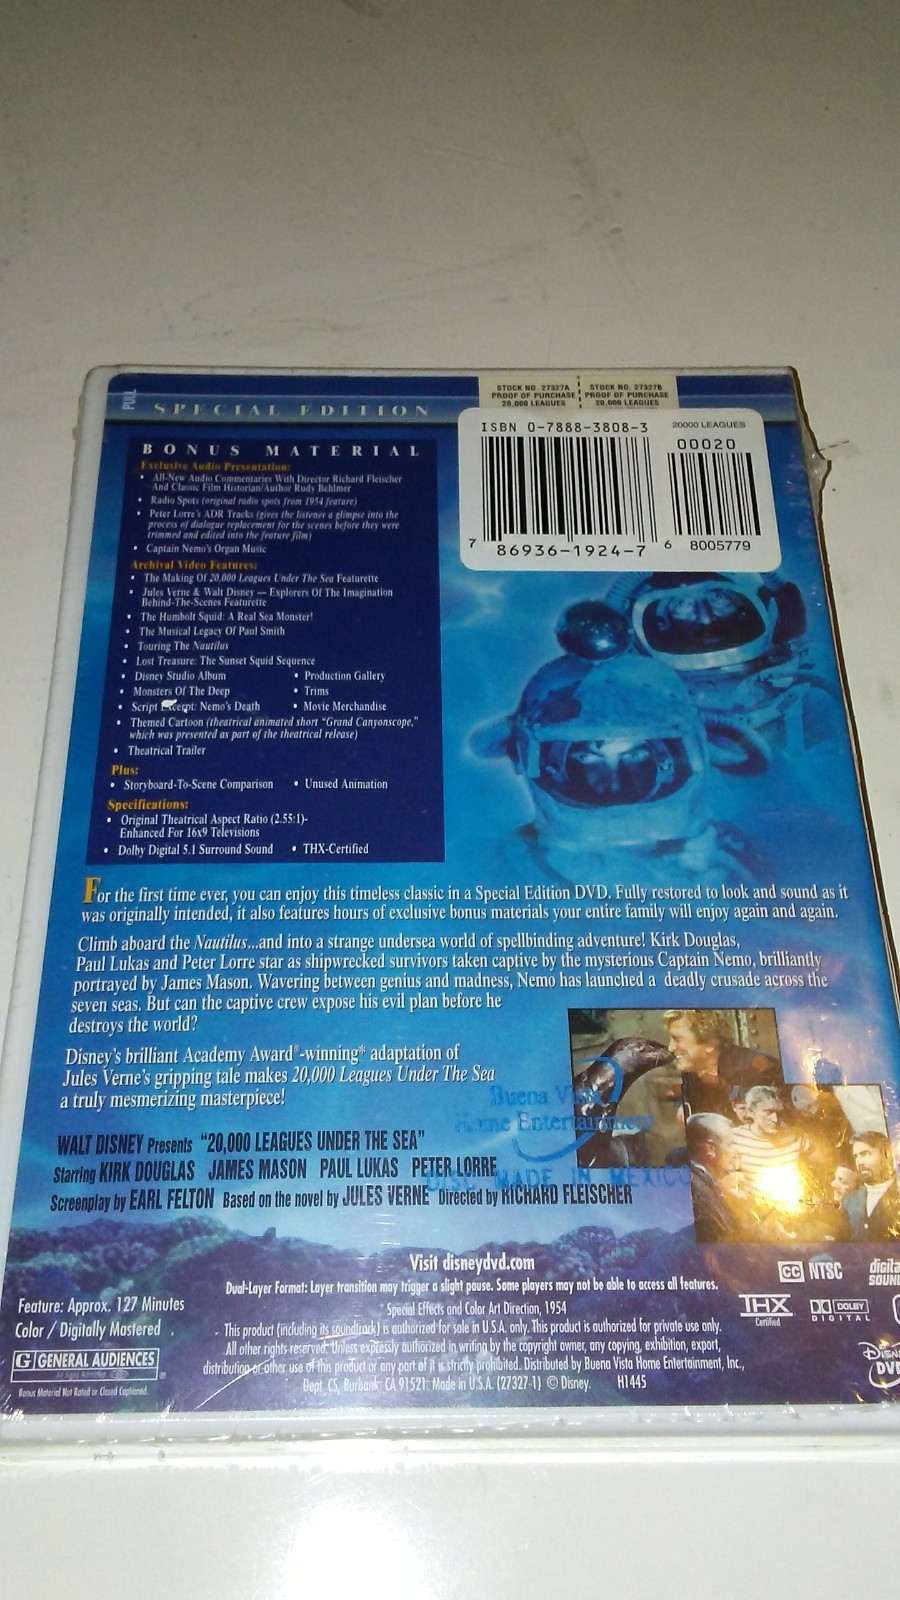 PULL
SPECIAL EDITION
STOCK NO. 27327A
PROOF OF PURCHASE
20,000 LEAGUES
STOCK NO. 27327B
PROOF OF PURCHASE
20,000 LEAGUES
ISBN 0-7888-3808-3
20000 LEAGUES
00020
7 86936-1924-7 6 8005779
BONUS MATERIAL
Exclusive Audio Presentation:
• All-New Audio Commentaries With Director Richard Fleischer
And Classic Film Historian/Author Rudy Behlmer
• Radio Spots (original radio spots from 1954 feature)
• Peter Lorre's ADR Tracks (gives the listener a glimpse into the
process of dialogue replacement for the scenes before they were
trimmed and edited into the feature film)
• Captain Nemo's Organ Music
Archival Video Features:
• The Making Of 20,000 Leagues Under The Sea Featurette
• Jules Verne & Walt Disney — Explorers Of The Imagination
Behind-The-Scenes Featurette
• The Humbolt Squid: A Real Sea Monster!
• The Musical Legacy Of Paul Smith
• Touring The Nautilus
• Lost Treasure: The Sunset Squid Sequence
• Disney Studio Album • Production Gallery
• Monsters Of The Deep • Trims
• Script Excerpt: Nemo's Death • Movie Merchandise
• Themed Cartoon (theatrical animated short "Grand Canyonscope,"
which was presented as part of the theatrical release)
• Theatrical Trailer
Plus:
• Storyboard-To-Scene Comparison • Unused Animation
Specifications:
• Original Theatrical Aspect Ratio (2.55:1)-
Enhanced For 16x9 Televisions
• Dolby Digital 5.1 Surround Sound • THX-Certified
For the first time ever, you can enjoy this timeless classic in a Special Edition DVD. Fully restored to look and sound as it
was originally intended, it also features hours of exclusive bonus materials your entire family will enjoy again and again.
Climb aboard the Nautilus...and into a strange undersea world of spellbinding adventure! Kirk Douglas,
Paul Lukas and Peter Lorre star as shipwrecked survivors taken captive by the mysterious Captain Nemo, brilliantly
portrayed by James Mason. Wavering between genius and madness, Nemo has launched a deadly crusade across the
seven seas. But can the captive crew expose his evil plan before he
destroys the world?
Disney's brilliant Academy Award®-winning* adaptation of
Jules Verne's gripping tale makes 20,000 Leagues Under The Sea
a truly mesmerizing masterpiece!
Buena Vista
Home Entertainment
DISC MADE IN MEXICO
WALT DISNEY Presents "20,000 LEAGUES UNDER THE SEA"
Starring KIRK DOUGLAS JAMES MASON PAUL LUKAS PETER LORRE
Screenplay by EARL FELTON Based on the novel by JULES VERNE Directed by RICHARD FLEISCHER
Visit disneydvd.com
Dual-Layer Format: Layer transition may trigger a slight pause. Some players may not be able to access all features.
* Special Effects and Color Art Direction, 1954
This product (including its soundtrack) is authorized for sale in U.S.A. only. This product is authorized for private use only.
All other rights reserved. Unless expressly authorized in writing by the copyright owner, any copying, exhibition, export,
distribution or other use of this product or any part of it is strictly prohibited. Distributed by Buena Vista Home Entertainment, Inc.,
Dept. CS, Burbank, CA 91521. Made in U.S.A. (27327-1) © Disney. H1445
Feature: Approx. 127 Minutes
Color / Digitally Mastered
G GENERAL AUDIENCES
All Ages Admitted
®
Bonus Material Not Rated or Closed Captioned
CC NTSC
digita
SOUND
THX
Certified
DOLBY
DIGITAL
Disney
DVD